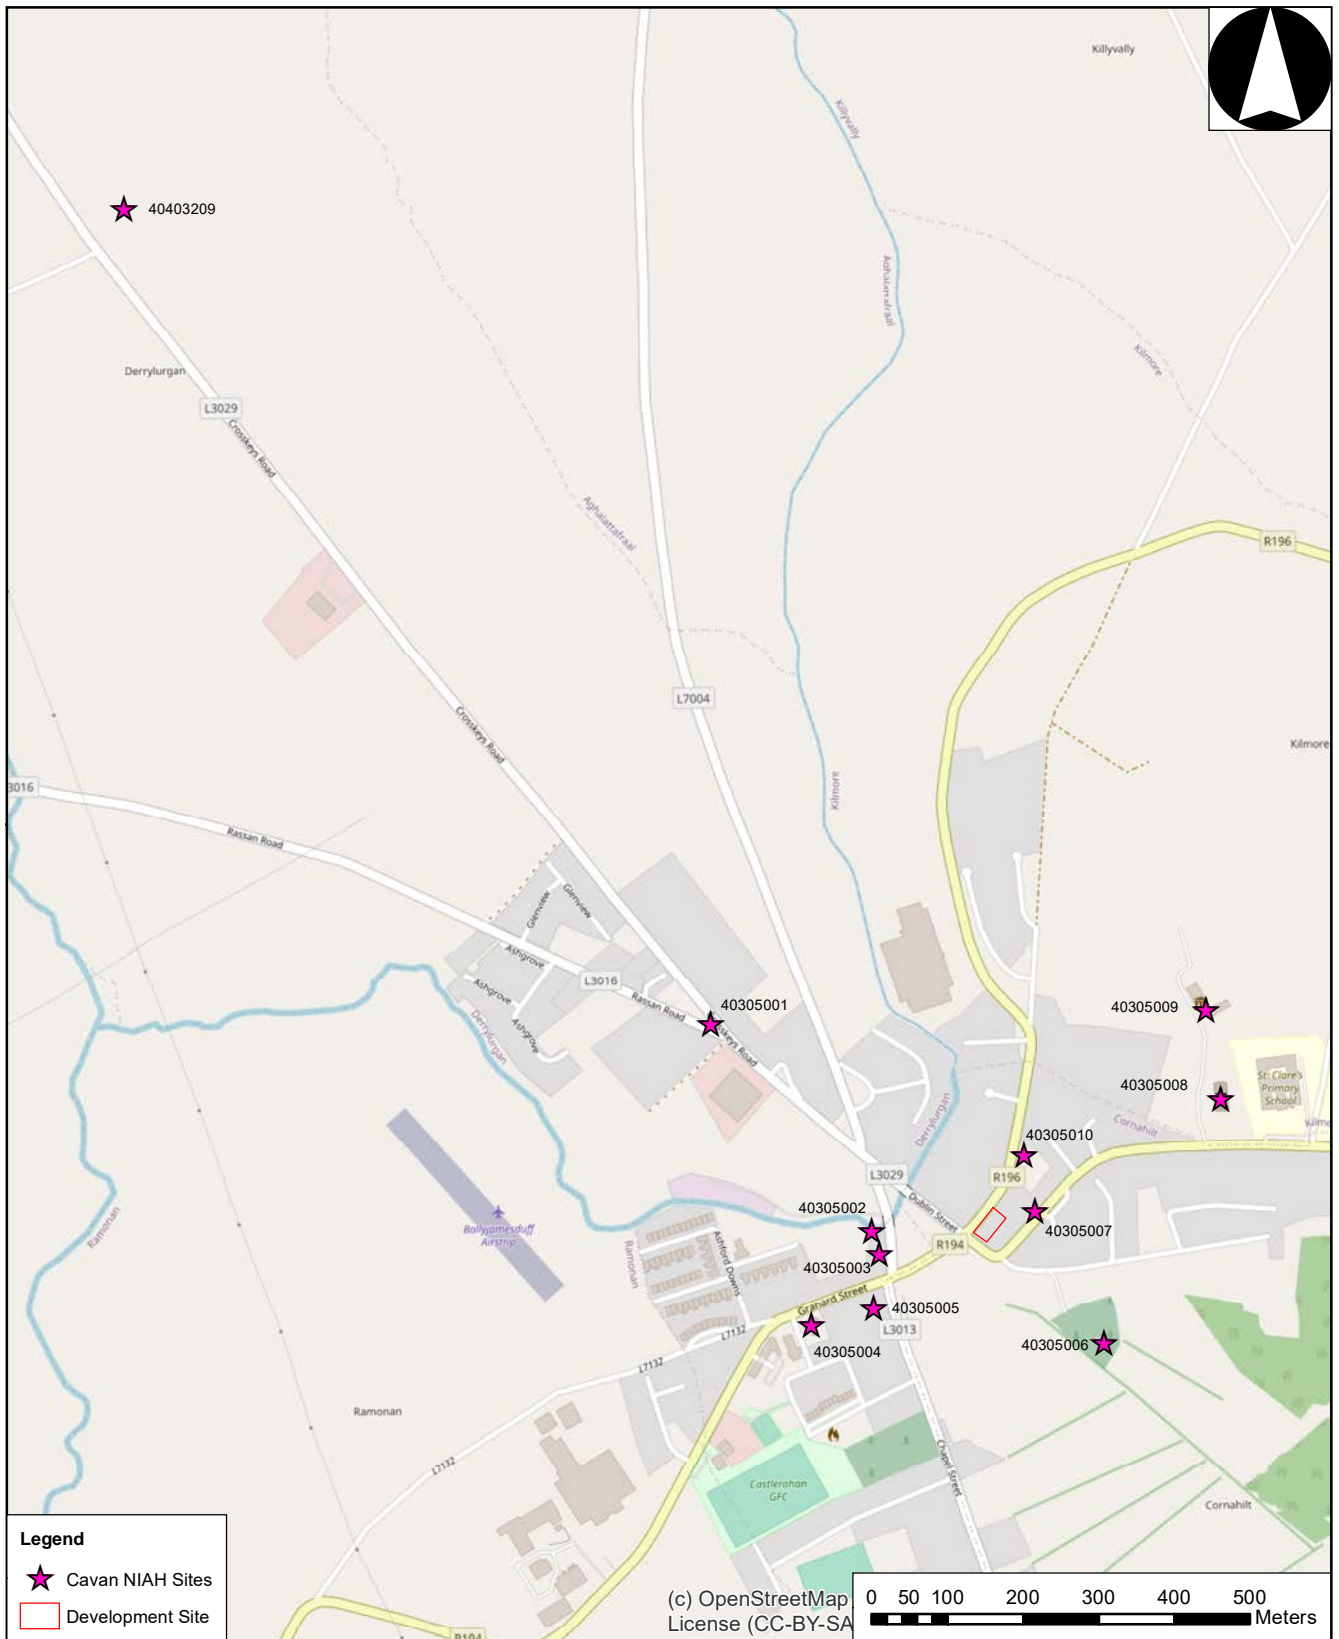 Killyvally
Killyvally
40403209
Aghalattafraal
Kilmore
Derrylurgan
L3029
Crosskeys Road
Aghalattafraal
R196
L7004
Crosskeys Road
Kilmore
Kilmore
3016
Rassan Road
Glenview
Glenview
Ashgrove
L3016
Ashgrove
Rassan Road
40305001
Crosskeys Road
40305009
Ashgrove
Derrylurgan
St. Clare's
Primary
School
40305008
Derrylurgan
Cornahilt
40305010
L3029
R196
Dublin Street
40305002
40305007
Ramonan
Ballyjamesduff
Airstrip
Ramonan
Ashford Downs
R194
40305003
Granard Street
40305005
L7132
L3013
40305004
40305006
L7132
Ramonan
Chapel Street
L7132
Castlerahan
GFC
Cornahilt
Legend
Cavan NIAH Sites
Development Site
R194
(c) OpenStreetMap
License (CC-BY-SA
0 50 100 200 300 400 500
Meters